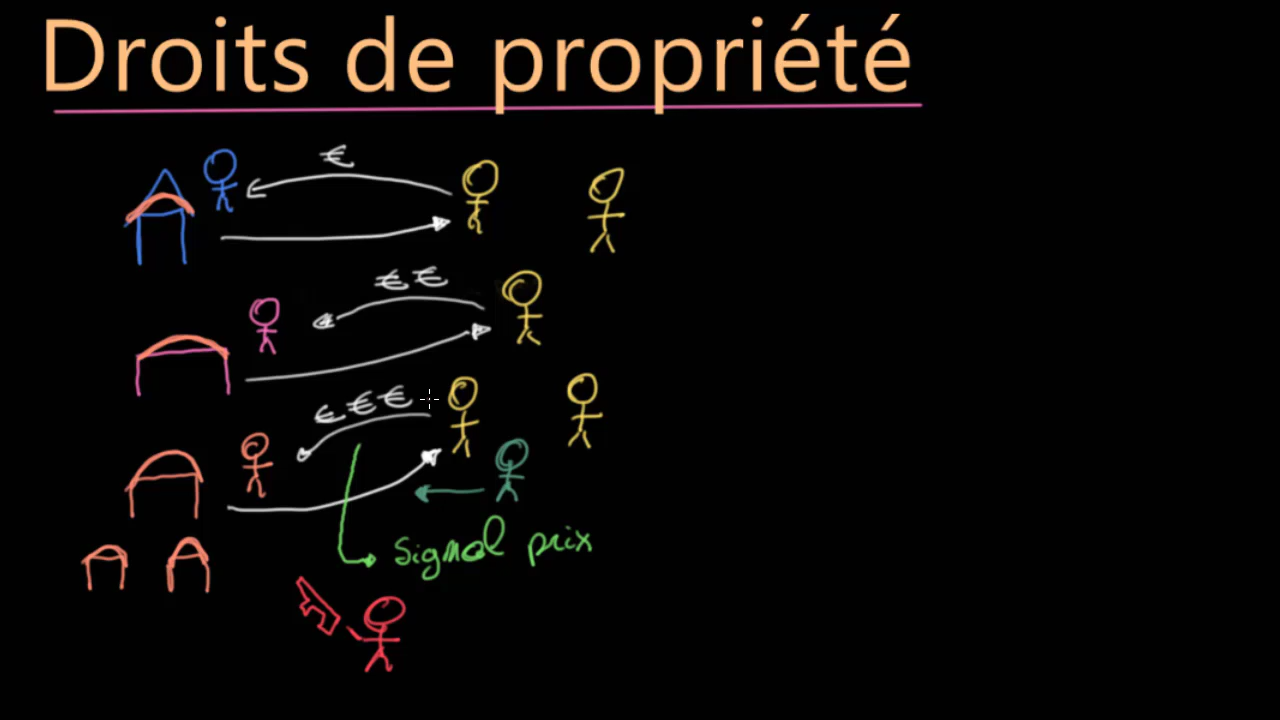 Droits de propriété
€
€ €
€ € €
signal prix